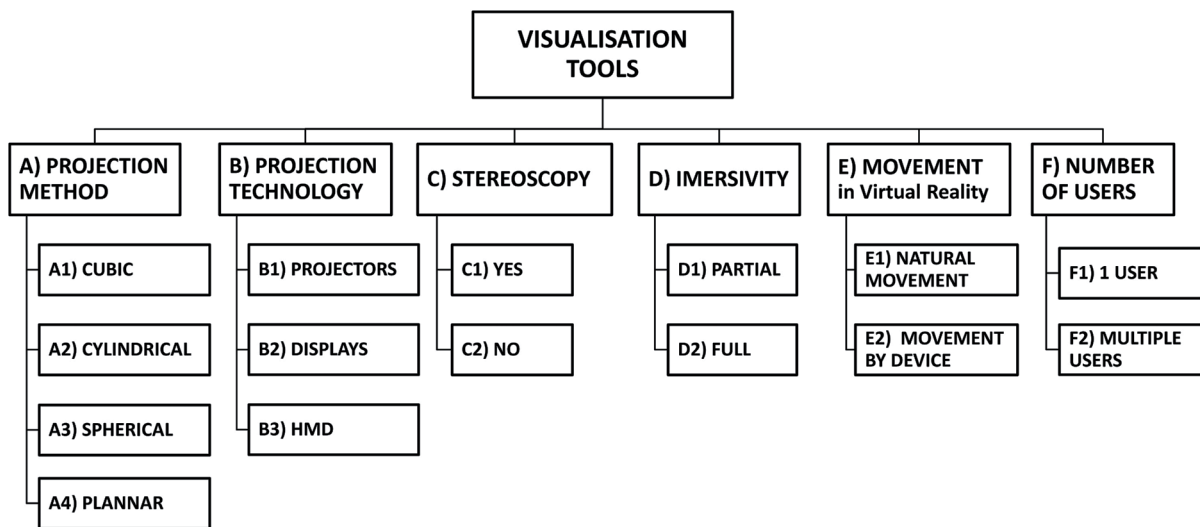 VISUALISATION
TOOLS
A) PROJECTION
METHOD
A1) CUBIC
A2) CYLINDRICAL
A3) SPHERICAL
A4) PLANNAR
B) PROJECTION
TECHNOLOGY
B1) PROJECTORS
B2) DISPLAYS
B3) HMD
C) STEREOSCOPY
C1) YES
C2) NO
D) IMERSIVITY
D1) PARTIAL
D2) FULL
E) MOVEMENT
in Virtual Reality
E1) NATURAL
MOVEMENT
E2) MOVEMENT
BY DEVICE
F) NUMBER
OF USERS
F1) 1 USER
F2) MULTIPLE
USERS